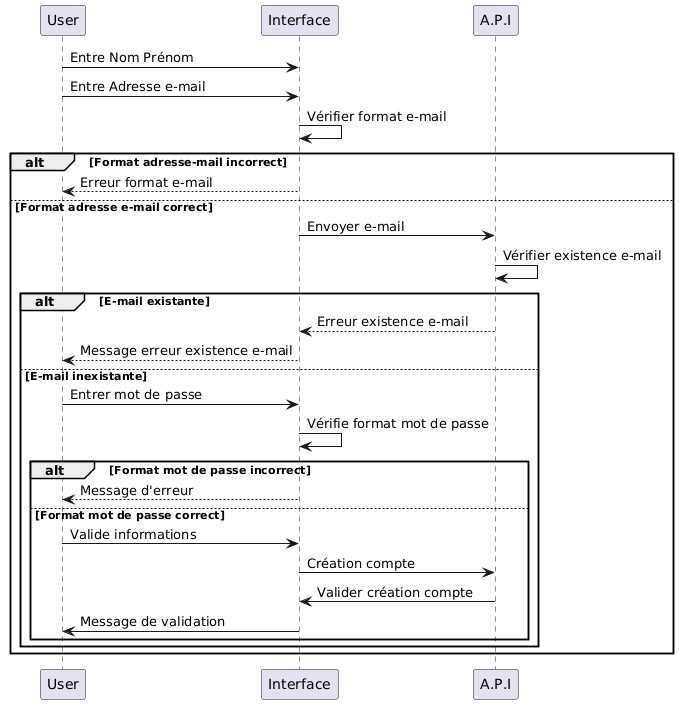 User Interface A.P.I
Entre Nom Prénom
Entre Adresse e-mail
Vérifier format e-mail
alt [Format adresse-mail incorrect]
Erreur format e-mail
[Format adresse e-mail correct]
Envoyer e-mail
Vérifier existence e-mail
alt [E-mail existante]
Erreur existence e-mail
Message erreur existence e-mail
[E-mail inexistante]
Entrer mot de passe
Vérifie format mot de passe
alt [Format mot de passe incorrect]
Message d'erreur
[Format mot de passe correct]
Valide informations
Création compte
Valider création compte
Message de validation
User Interface A.P.I